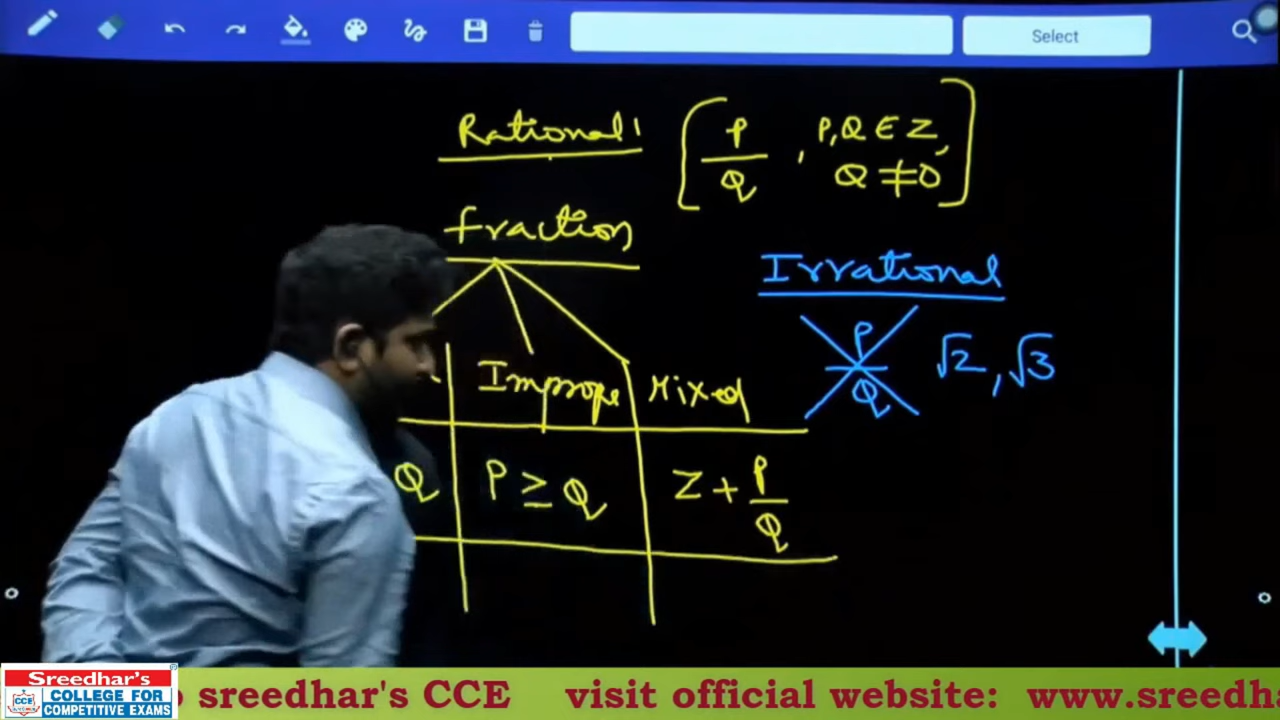 Select
Rational!
P/Q , P,Q ∈ Z, Q ≠ 0
fraction
Irrational
P/Q √2, √3
Imprope Mixed
Q P ≥ Q Z + P/Q
Sreedhar's
CCE
COLLEGE FOR
COMPETITIVE EXAMS
o sreedhar's CCE visit official website: www.sreedha